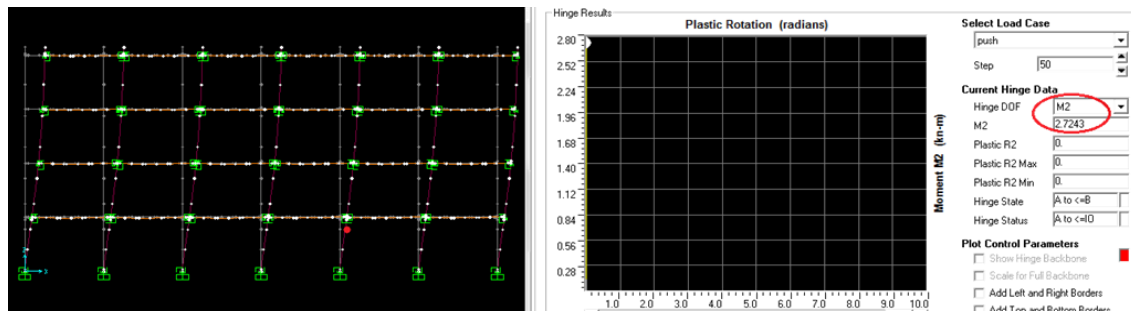 Hinge Results
Plastic Rotation (radians)
2.80
2.52
2.24
1.96
1.68
1.40
1.12
0.84
0.56
0.28
1.0 2.0 3.0 4.0 5.0 6.0 7.0 8.0 9.0 10.0
Moment M2 (kn-m)
Select Load Case
push
Step 50
Current Hinge Data
Hinge DOF M2
M2 2.7243
Plastic R2 0.
Plastic R2 Max 0.
Plastic R2 Min 0.
Hinge State A to <=B
Hinge Status A to <=IO
Plot Control Parameters
Show Hinge Backbone
Scale for Full Backbone
Add Left and Right Borders
Add Top and Bottom Borders